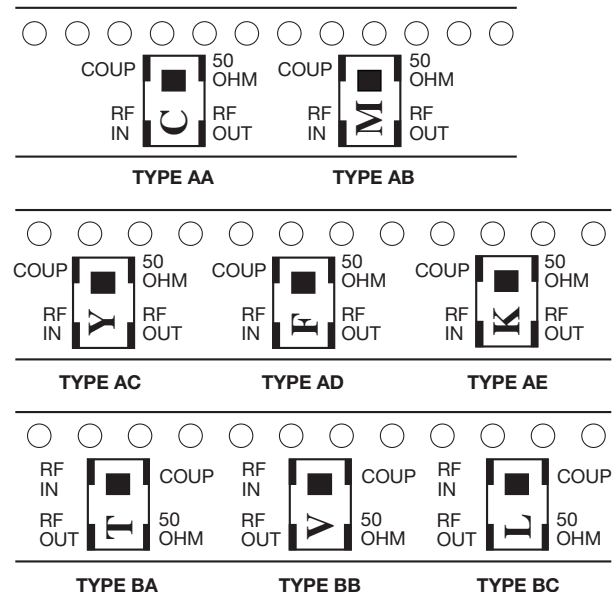 COUP 50 OHM COUP 50 OHM
C M
RF IN RF OUT RF IN RF OUT
TYPE AA TYPE AB
COUP 50 OHM COUP 50 OHM COUP 50 OHM
Y F K
RF IN RF OUT RF IN RF OUT RF IN RF OUT
TYPE AC TYPE AD TYPE AE
RF IN COUP RF IN COUP RF IN COUP
T V L
RF OUT 50 OHM RF OUT 50 OHM RF OUT 50 OHM
TYPE BA TYPE BB TYPE BC